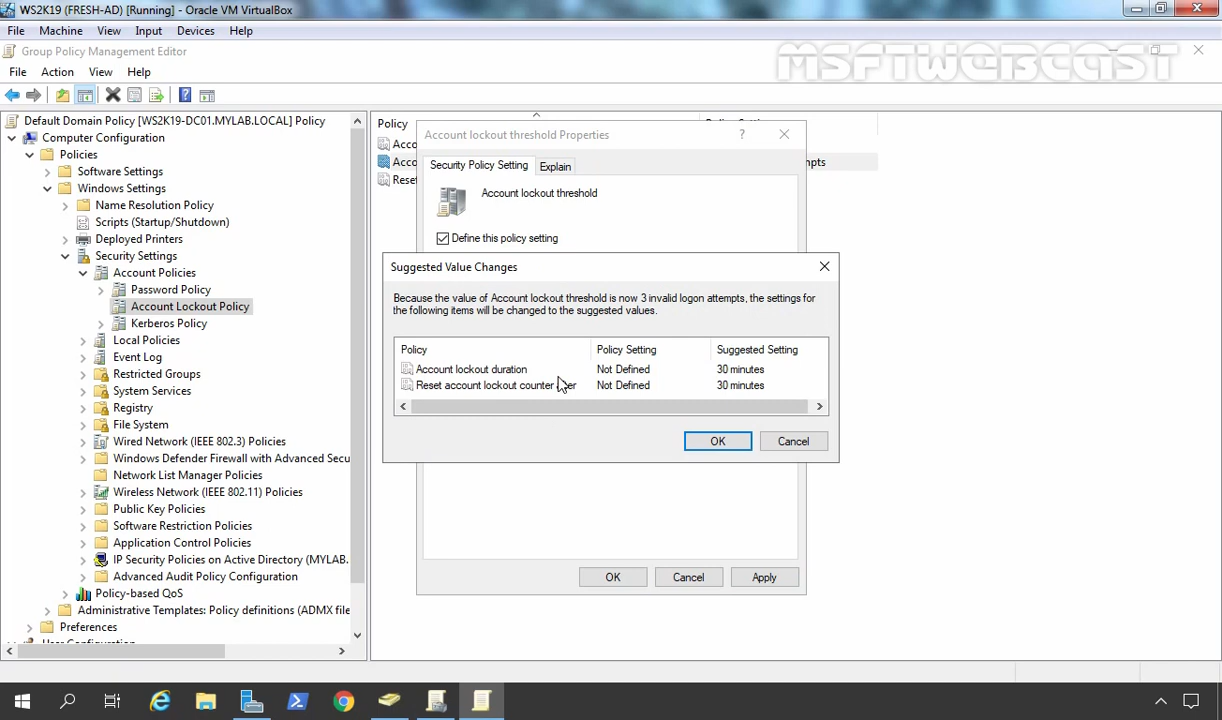 WS2K19 (FRESH-AD) [Running] - Oracle VM VirtualBox
File Machine View Input Devices Help
Group Policy Management Editor
MSFTWEBCAST
File Action View Help
Default Domain Policy [WS2K19-DC01.MYLAB.LOCAL] Policy
Computer Configuration
Policies
Software Settings
Windows Settings
Name Resolution Policy
Scripts (Startup/Shutdown)
Deployed Printers
Security Settings
Account Policies
Password Policy
Account Lockout Policy
Kerberos Policy
Local Policies
Event Log
Restricted Groups
System Services
Registry
File System
Wired Network (IEEE 802.3) Policies
Windows Defender Firewall with Advanced Secu
Network List Manager Policies
Wireless Network (IEEE 802.11) Policies
Public Key Policies
Software Restriction Policies
Application Control Policies
IP Security Policies on Active Directory (MYLAB.
Advanced Audit Policy Configuration
Policy-based QoS
Administrative Templates: Policy definitions (ADMX file
Preferences
Policy
Acco
Acco
mpts
Reset
Account lockout threshold Properties
?
Security Policy Setting Explain
Account lockout threshold
Define this policy setting
Suggested Value Changes
Because the value of Account lockout threshold is now 3 invalid logon attempts, the settings for
the following items will be changed to the suggested values.
Policy Policy Setting Suggested Setting
Account lockout duration Not Defined 30 minutes
Reset account lockout counter Not Defined 30 minutes
OK Cancel
OK Cancel Apply